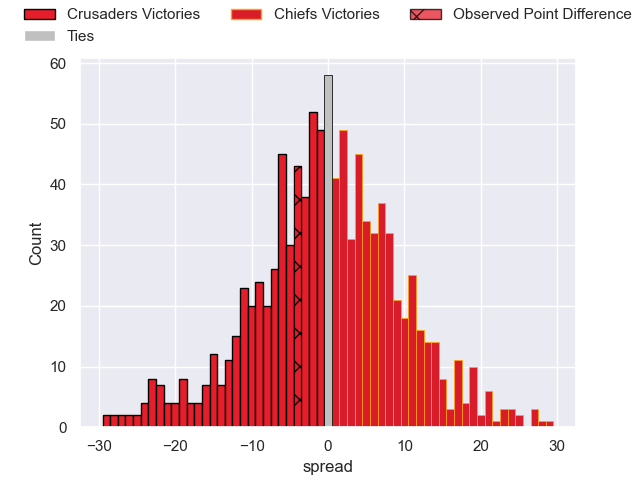 Crusaders Victories
Chiefs Victories
Observed Point Difference
Ties
60
50
40
30
20
10
0
Count
−30
−20
−10
0
10
20
30
spread